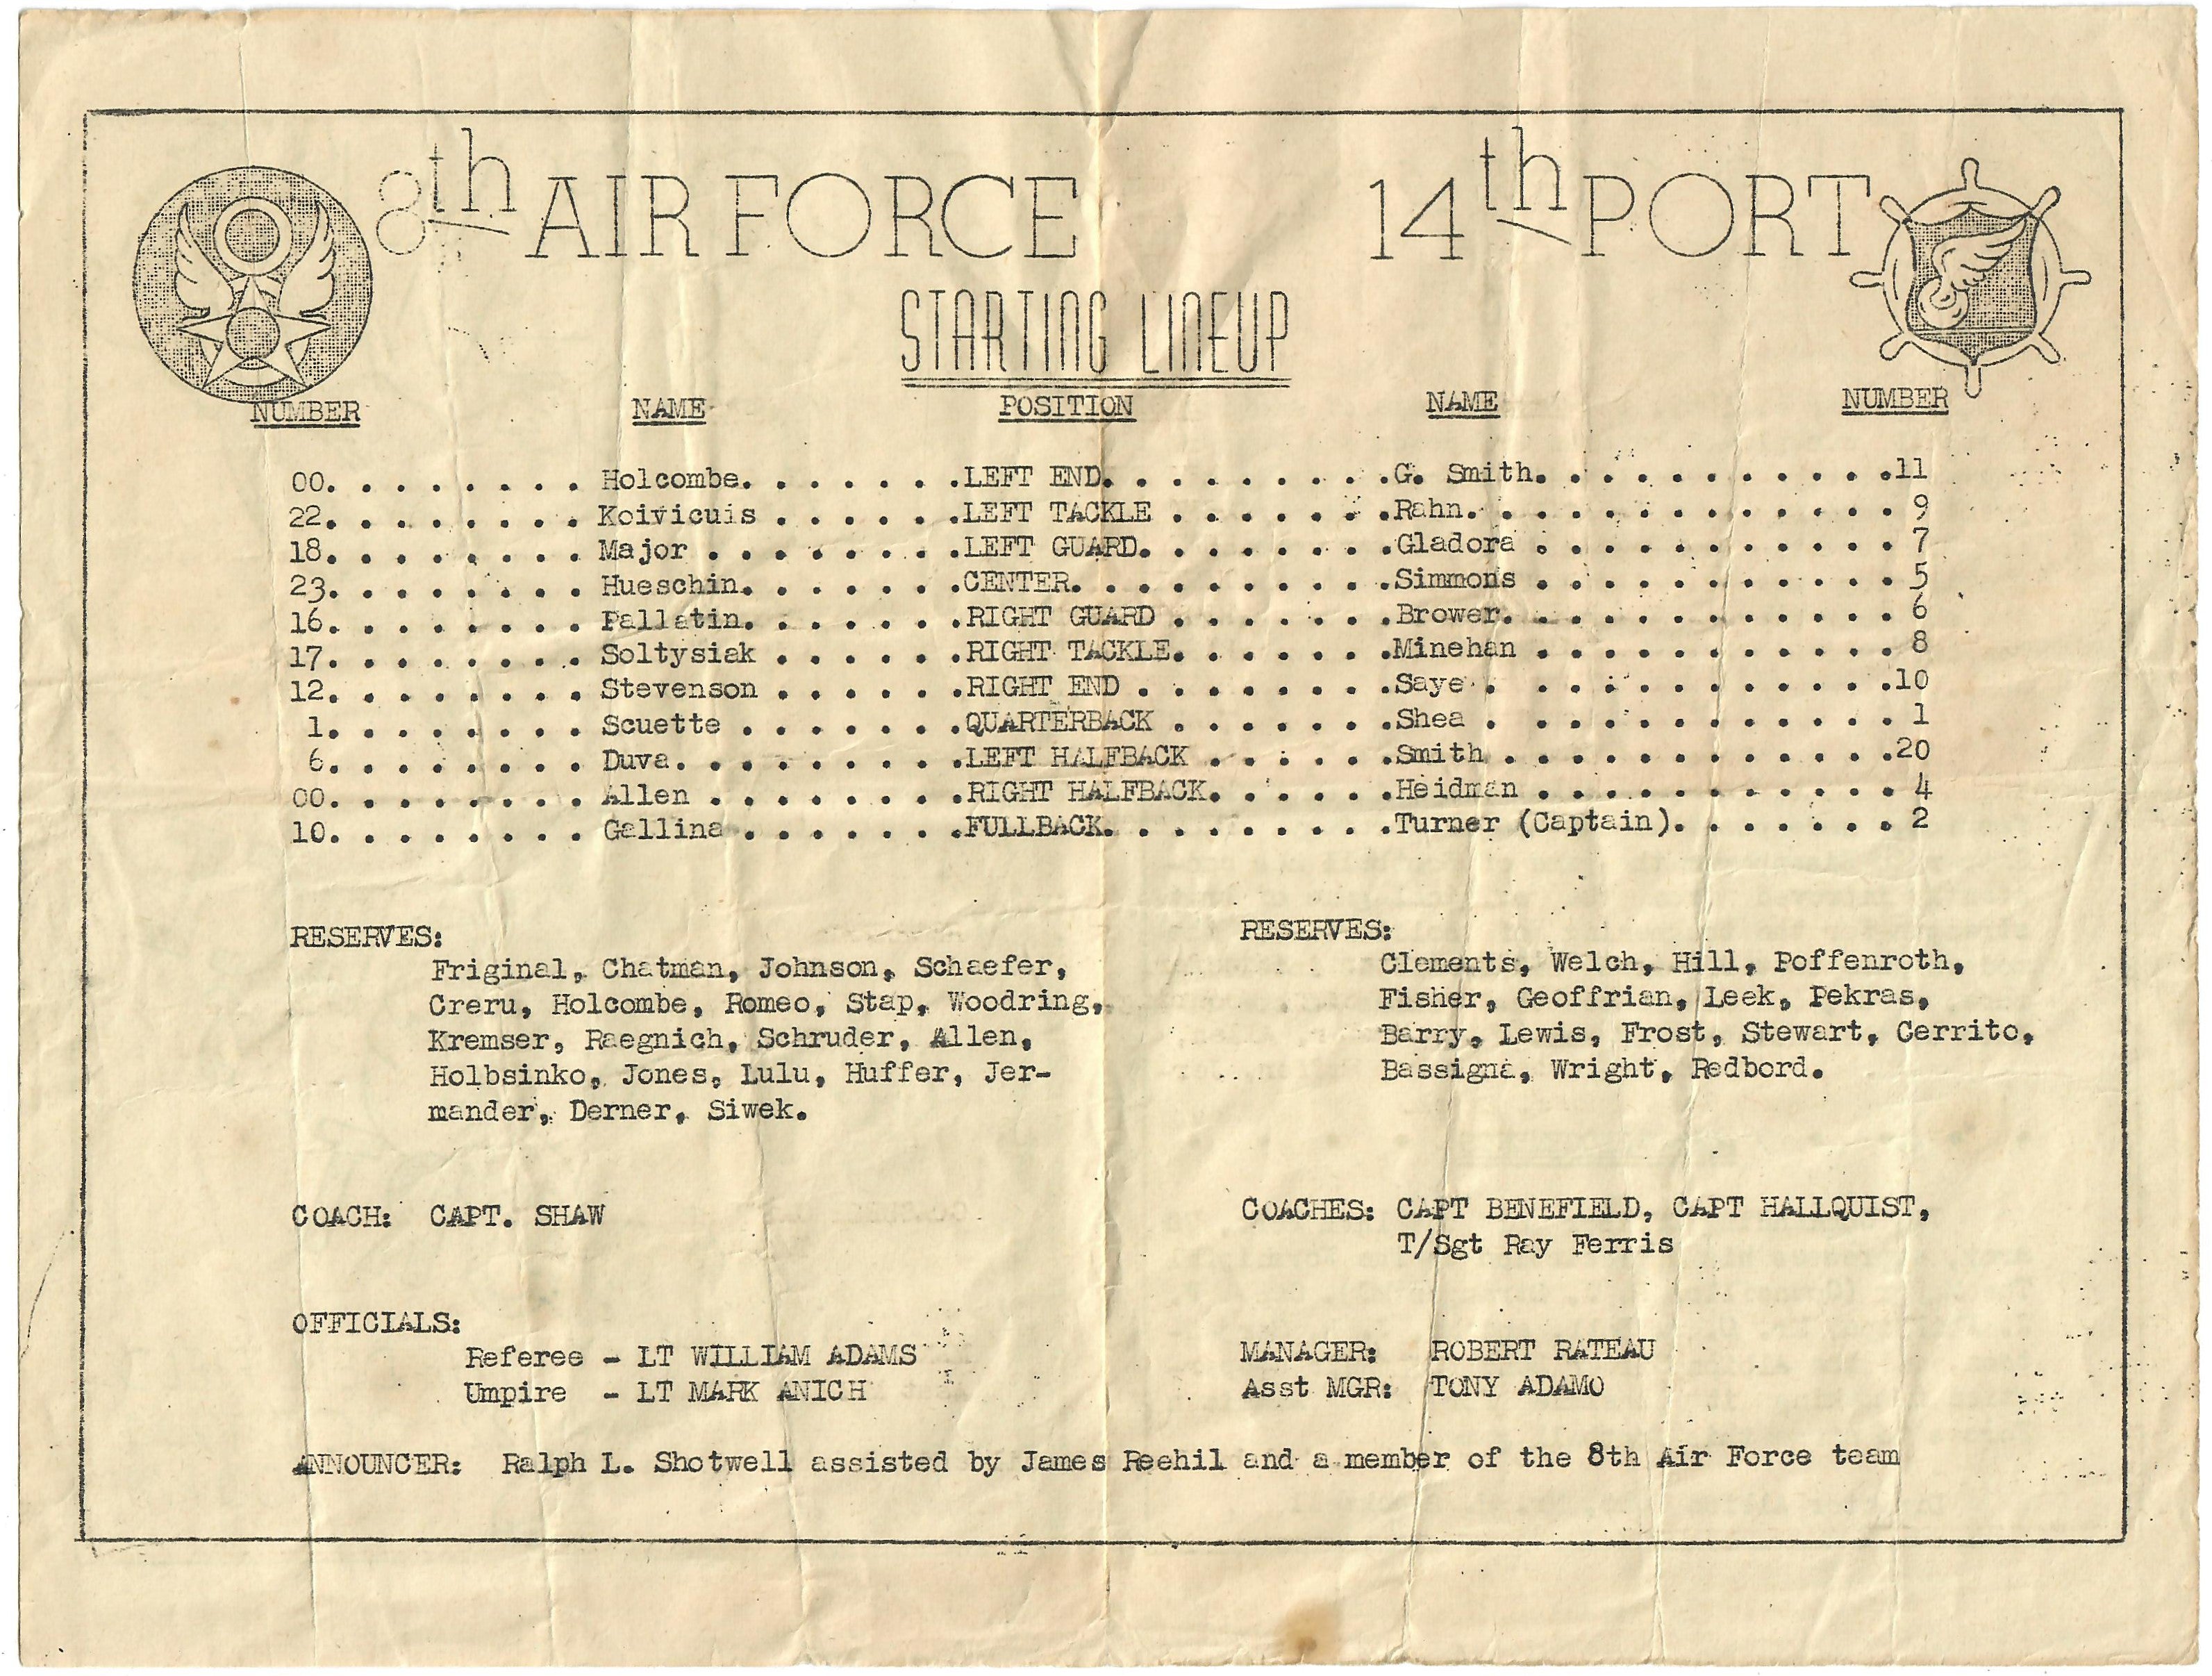 8th AIR FORCE 14th PORT
STARTING LINEUP
NUMBER NAME POSITION NAME NUMBER
00. . . . . . . . Holcombe. . . . . . .LEFT END. . . . . . . . .G. Smith. . . . . . . . . . .11
22. . . . . . . . Koivicuis . . . . . .LEFT TACKLE . . . . . . .Rahn. . . . . . . . . . . . . 9
18. . . . . . . . Major . . . . . . . .LEFT GUARD. . . . . . . .Gladora . . . . . . . . . . . 7
23. . . . . . . . Hueschin. . . . . . .CENTER. . . . . . . . . .Simmons . . . . . . . . . . . 5
16. . . . . . . . Pallatin. . . . . . .RIGHT GUARD . . . . . . .Brower. . . . . . . . . . . . 6
17. . . . . . . . Soltysiak . . . . . .RIGHT TACKLE. . . . . . .Minehan . . . . . . . . . . . 8
12. . . . . . . . Stevenson . . . . . .RIGHT END . . . . . . . .Saye . . . . . . . . . . . .10
1. . . . . . . . Scuette . . . . . . .QUARTERBACK . . . . . . .Shea . . . . . . . . . . . . 1
6. . . . . . . . Duva. . . . . . . . .LEFT HALFBACK . . . . . .Smith . . . . . . . . . . . .20
00. . . . . . . . Allen . . . . . . . .RIGHT HALFBACK. . . . . .Heidman . . . . . . . . . . . 4
10. . . . . . . . Gallina . . . . . . .FULLBACK. . . . . . . . .Turner (Captain). . . . . . . 2
RESERVES:
Friginal, Chatman, Johnson, Schaefer,
Creru, Holcombe, Romeo, Stap, Woodring,
Kremser, Raegnich, Schruder, Allen,
Holbsinko, Jones, Lulu, Huffer, Jer-
mander, Derner, Siwek.
RESERVES:
Clements, Welch, Hill, Poffenroth,
Fisher, Geoffrian, Leek, Pekras,
Barry, Lewis, Frost, Stewart, Cerrito,
Bassigna, Wright, Redbord.
COACH: CAPT. SHAW
COACHES: CAPT BENEFIELD, CAPT HALLQUIST,
T/Sgt Ray Ferris
OFFICIALS:
Referee - LT WILLIAM ADAMS
Umpire - LT MARK ANICH
MANAGER: ROBERT RATEAU
Asst MGR: TONY ADAMO
ANNOUNCER: Ralph L. Shotwell assisted by James Reehil and a member of the 8th Air Force team